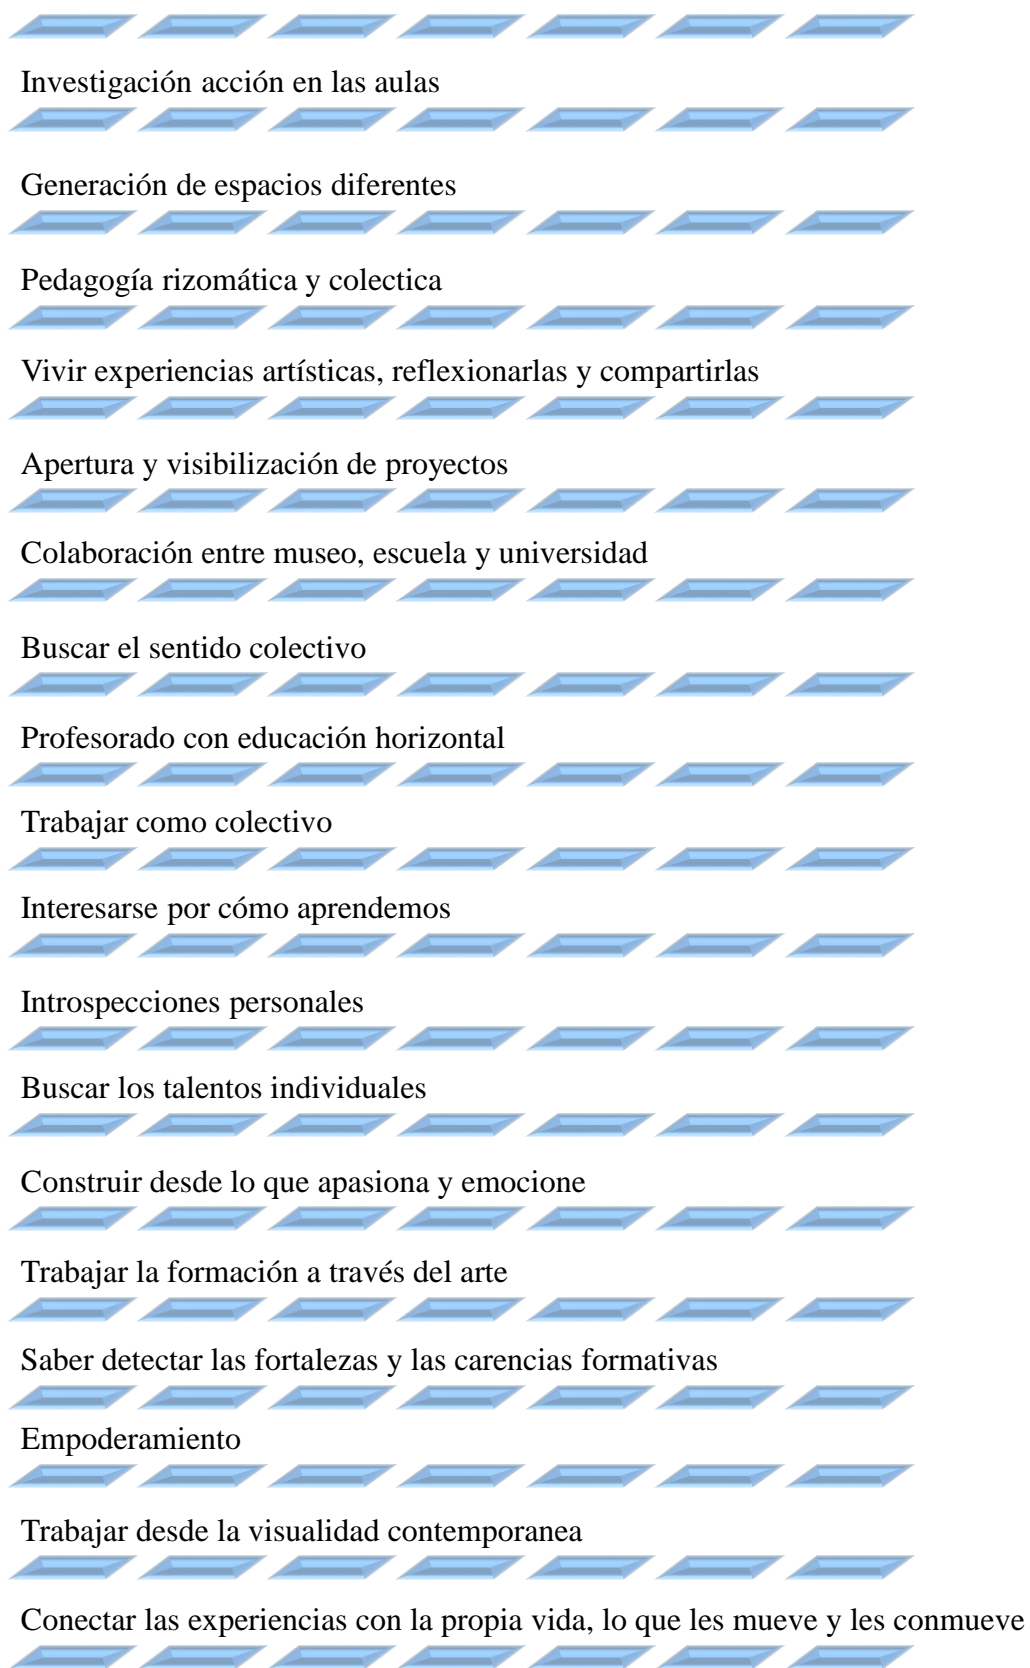 Investigación acción en las aulas
Generación de espacios diferentes
Pedagogía rizomática y colectica
Vivir experiencias artísticas, reflexionarlas y compartirlas
Apertura y visibilización de proyectos
Colaboración entre museo, escuela y universidad
Buscar el sentido colectivo
Profesorado con educación horizontal
Trabajar como colectivo
Interesarse por cómo aprendemos
Introspecciones personales
Buscar los talentos individuales
Construir desde lo que apasiona y emocione
Trabajar la formación a través del arte
Saber detectar las fortalezas y las carencias formativas
Empoderamiento
Trabajar desde la visualidad contemporanea
Conectar las experiencias con la propia vida, lo que les mueve y les conmueve